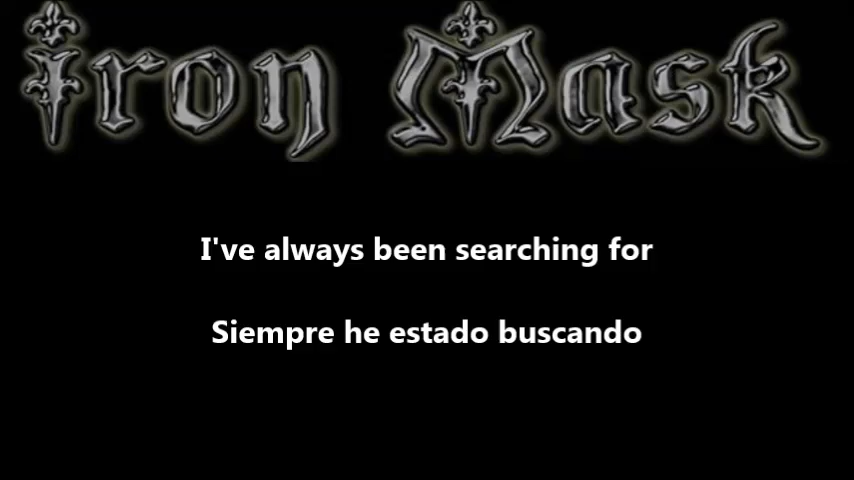 Iron Mask
I've always been searching for
Siempre he estado buscando